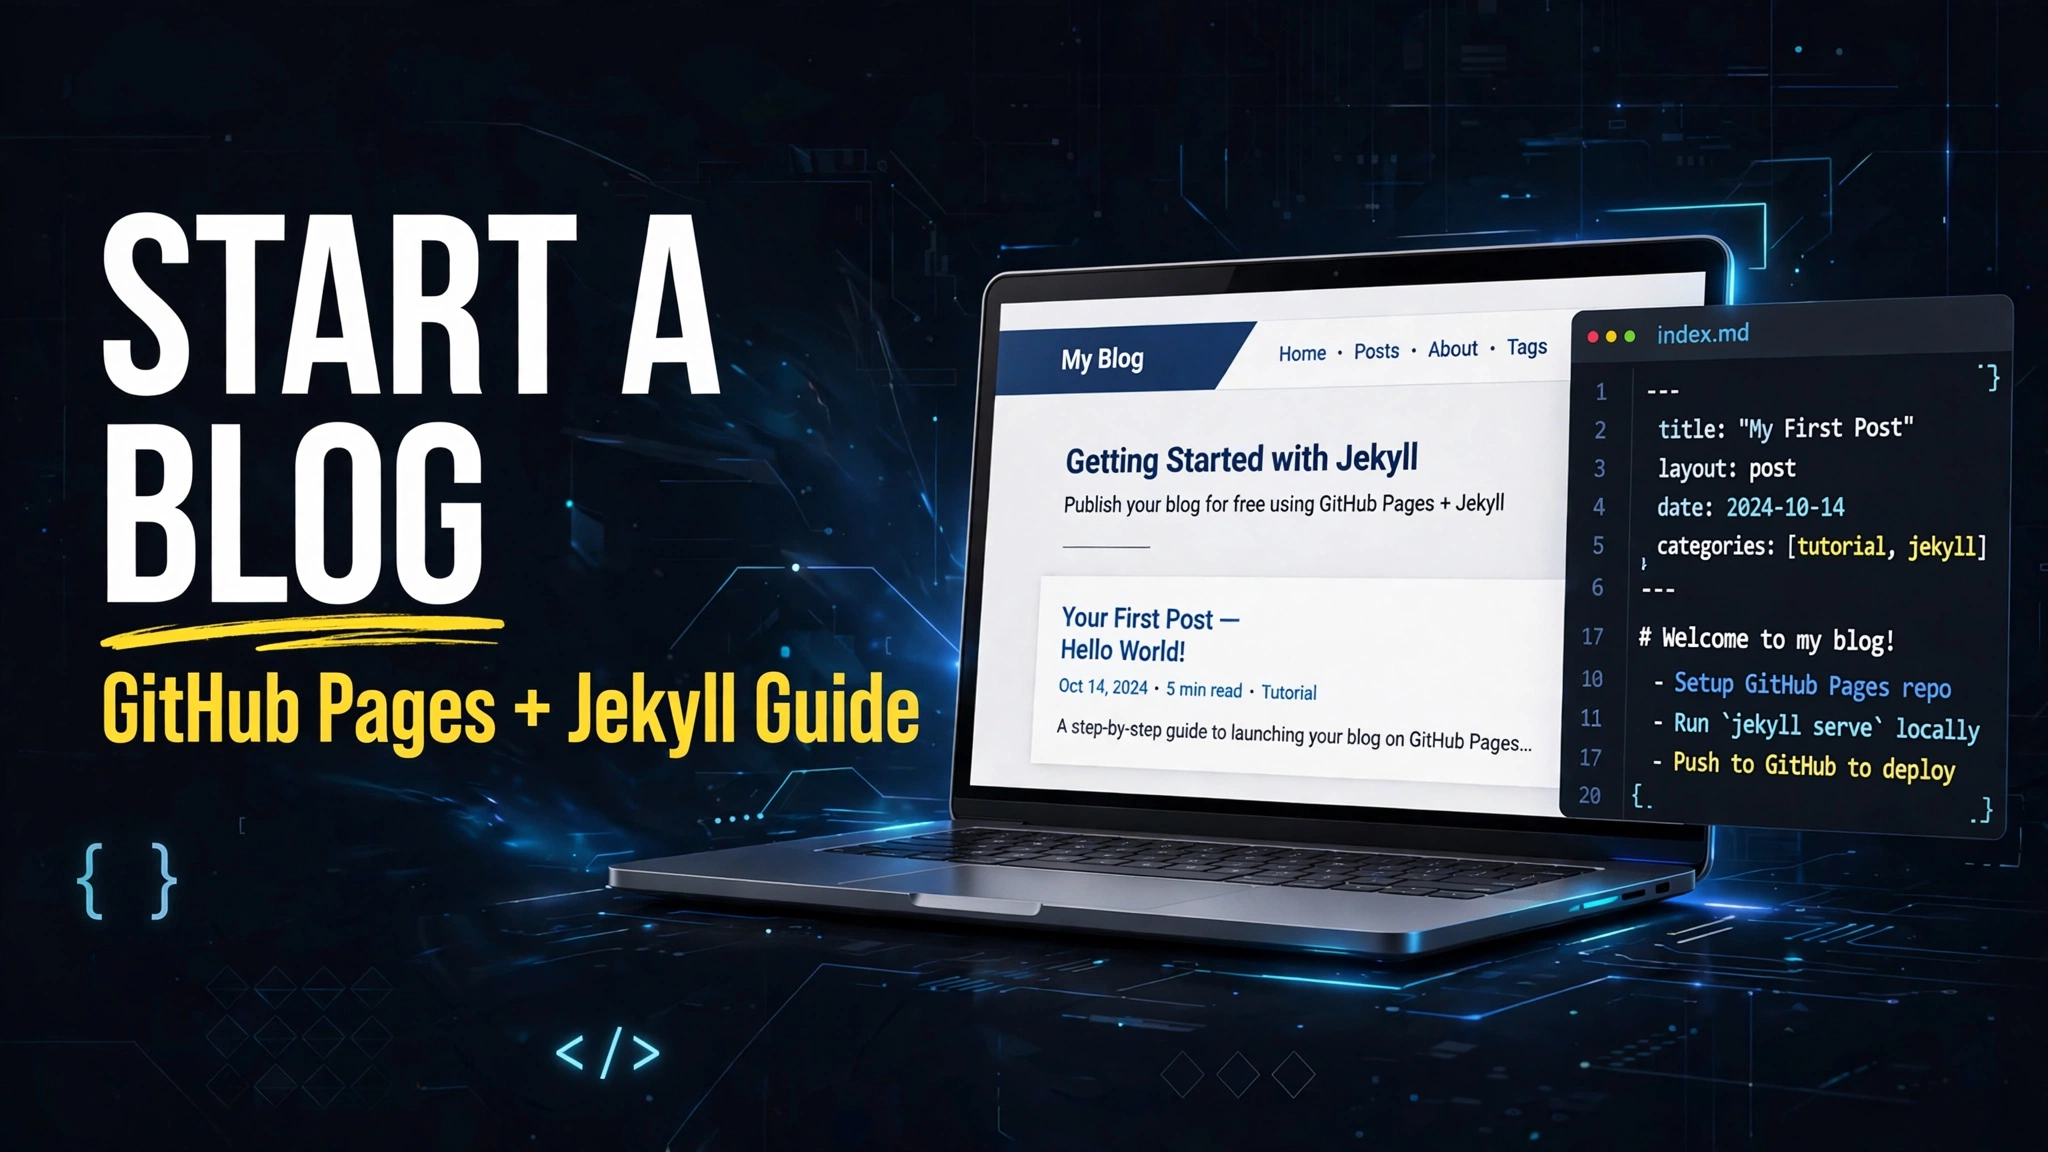 START A
BLOG
GitHub Pages + Jekyll Guide
{ }
</>
My Blog
Home • Posts • About • Tags
Getting Started with Jekyll
Publish your blog for free using GitHub Pages + Jekyll
Your First Post —
Hello World!
Oct 14, 2024 • 5 min read • Tutorial
A step-by-step guide to launching your blog on GitHub Pages...
index.md
}
1 ---
2 title: "My First Post"
3 layout: post
4 date: 2024-10-14
5 categories: [tutorial, jekyll]
6 ---
17 # Welcome to my blog!
10 - Setup GitHub Pages repo
11 - Run `jekyll serve` locally
17 - Push to GitHub to deploy
20 {. .}